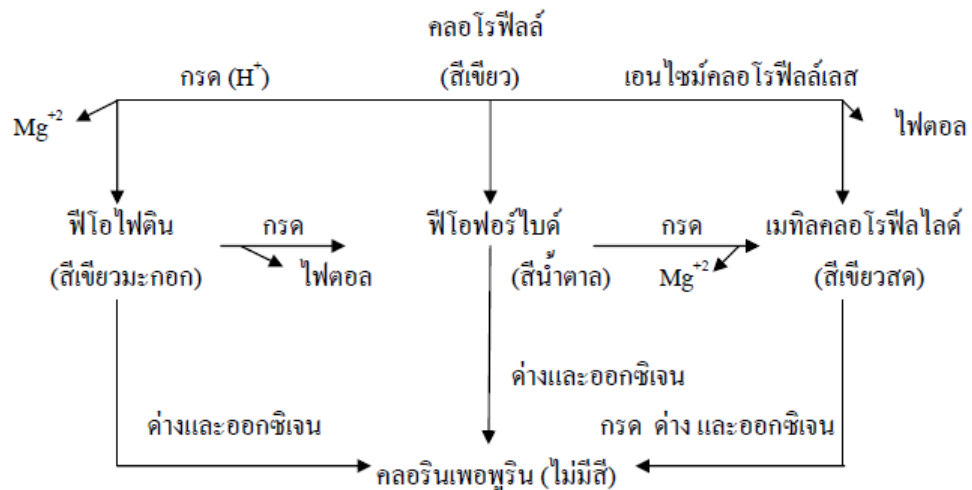 คลอโรฟีลล์
กรด (H+) (สีเขียว) เอนไซม์คลอโรฟีลล์เลส
Mg+2 ไฟตอล
ฟีโอไฟติน กรด ฟีโอฟอร์ไบด์ กรด เมทิลคลอโรฟีลไลด์
(สีเขียวมะกอก) ไฟตอล (สีน้ำตาล) Mg+2 (สีเขียวสด)
ด่างและออกซิเจน
ด่างและออกซิเจน กรด ด่าง และออกซิเจน
คลอรินเพอพูริน (ไม่มีสี)